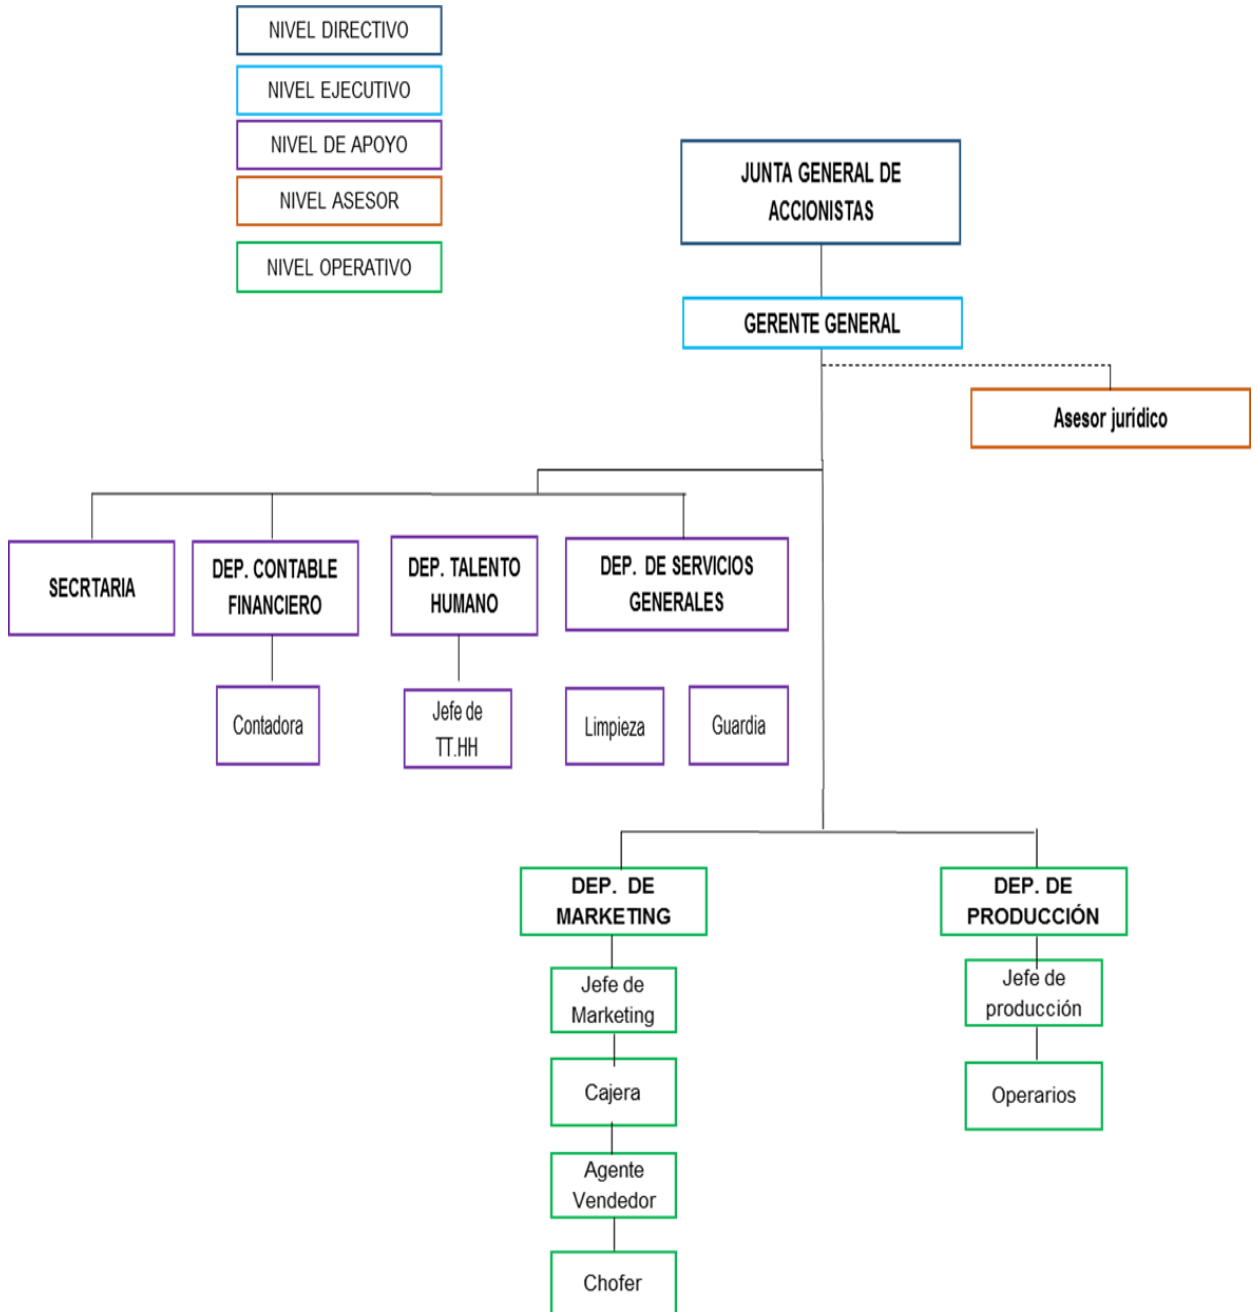 NIVEL DIRECTIVO
NIVEL EJECUTIVO
NIVEL DE APOYO
NIVEL ASESOR
NIVEL OPERATIVO
JUNTA GENERAL DE
ACCIONISTAS
GERENTE GENERAL
Asesor jurídico
SECRTARIA
DEP. CONTABLE
FINANCIERO
DEP. TALENTO
HUMANO
DEP. DE SERVICIOS
GENERALES
Contadora
Jefe de
TT.HH
Limpieza
Guardia
DEP. DE
MARKETING
DEP. DE
PRODUCCIÓN
Jefe de
Marketing
Jefe de
producción
Cajera
Operarios
Agente
Vendedor
Chofer